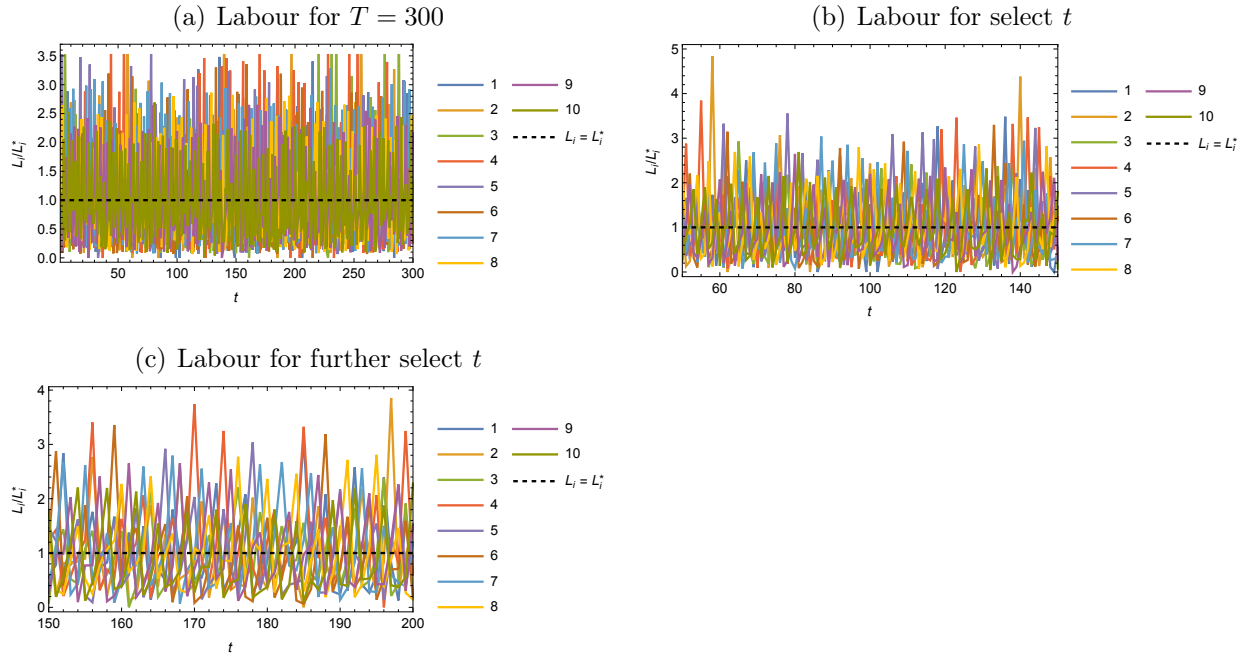 (a) Labour for T = 300
3.5
3.0
2.5
2.0
1.5
1.0
0.5
0.0
L_i/L_i^*
50 100 150 200 250 300
t
1 9
2 10
3 L_i = L_i^*
4
5
6
7
8
(b) Labour for select t
5
4
3
2
1
0
L_i/L_i^*
60 80 100 120 140
t
1 9
2 10
3 L_i = L_i^*
4
5
6
7
8
(c) Labour for further select t
4
3
2
1
0
L_i/L_i^*
150 160 170 180 190 200
t
1 9
2 10
3 L_i = L_i^*
4
5
6
7
8